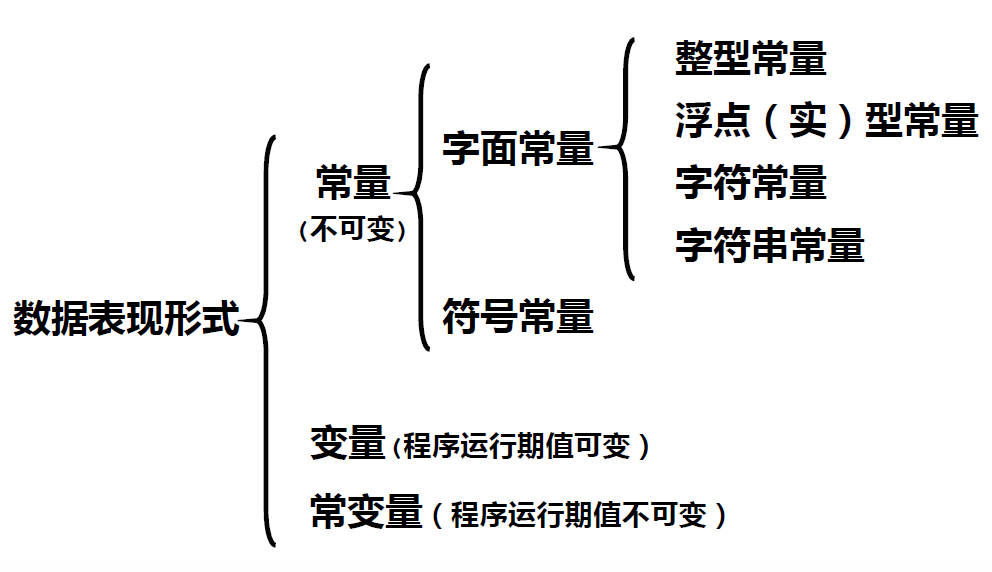 数据表现形式
常量
（不可变）
字面常量
整型常量
浮点（实）型常量
字符常量
字符串常量
符号常量
变量（程序运行期值可变）
常变量（程序运行期值不可变）